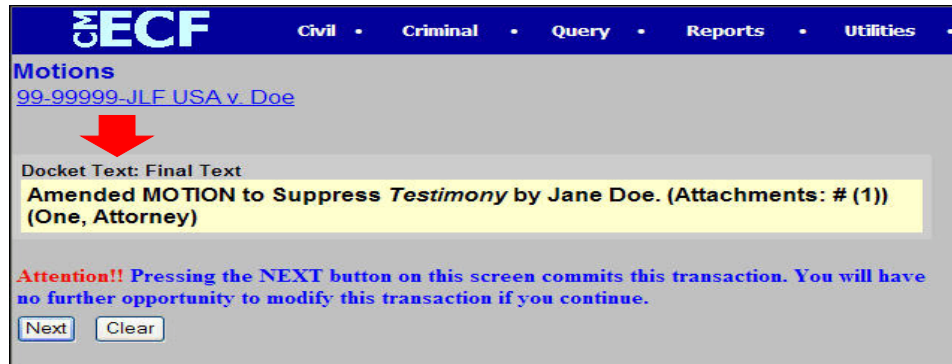 CM ECF Civil • Criminal • Query • Reports • Utilities •
Motions
99-99999-JLF USA v. Doe
Docket Text: Final Text
Amended MOTION to Suppress Testimony by Jane Doe. (Attachments: # (1))
(One, Attorney)
Attention!! Pressing the NEXT button on this screen commits this transaction. You will have
no further opportunity to modify this transaction if you continue.
Next Clear